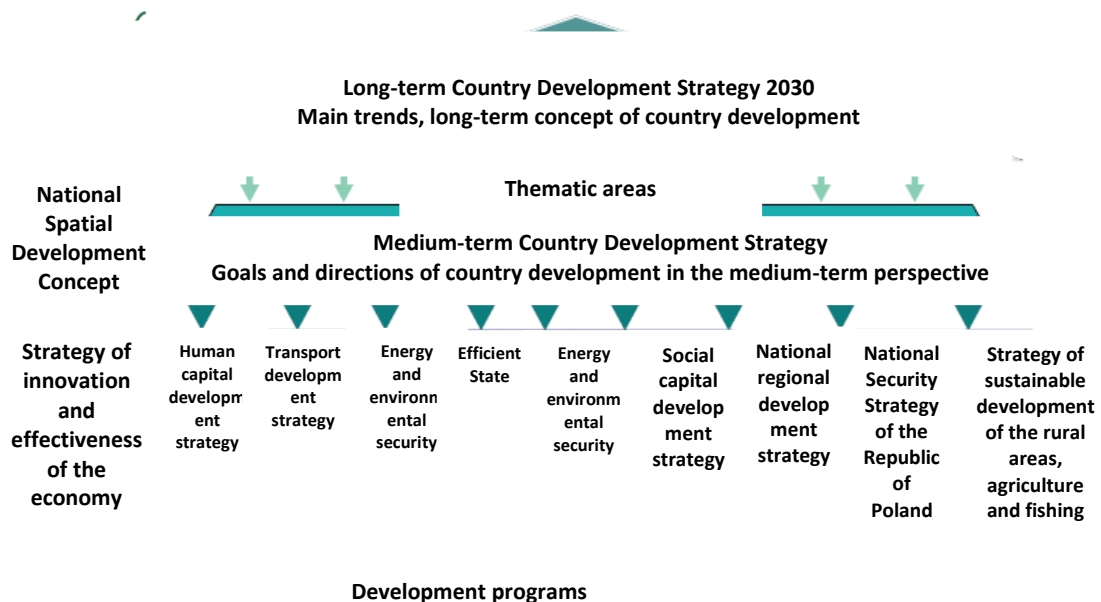 Long-term Country Development Strategy 2030
Main trends, long-term concept of country development
National
Spatial
Development
Concept
Thematic areas
Medium-term Country Development Strategy
Goals and directions of country development in the medium-term perspective
Strategy of
innovation
and
effectiveness
of the
economy
Human
capital
developm
ent
strategy
Transport
developm
ent
strategy
Energy
and
environm
ental
security
Efficient
State
Energy
and
environm
ental
security
Social
capital
develop
ment
strategy
National
regional
develop
ment
strategy
National
Security
Strategy
of the
Republic
of
Poland
Strategy of
sustainable
development
of the rural
areas,
agriculture
and fishing
Development programs